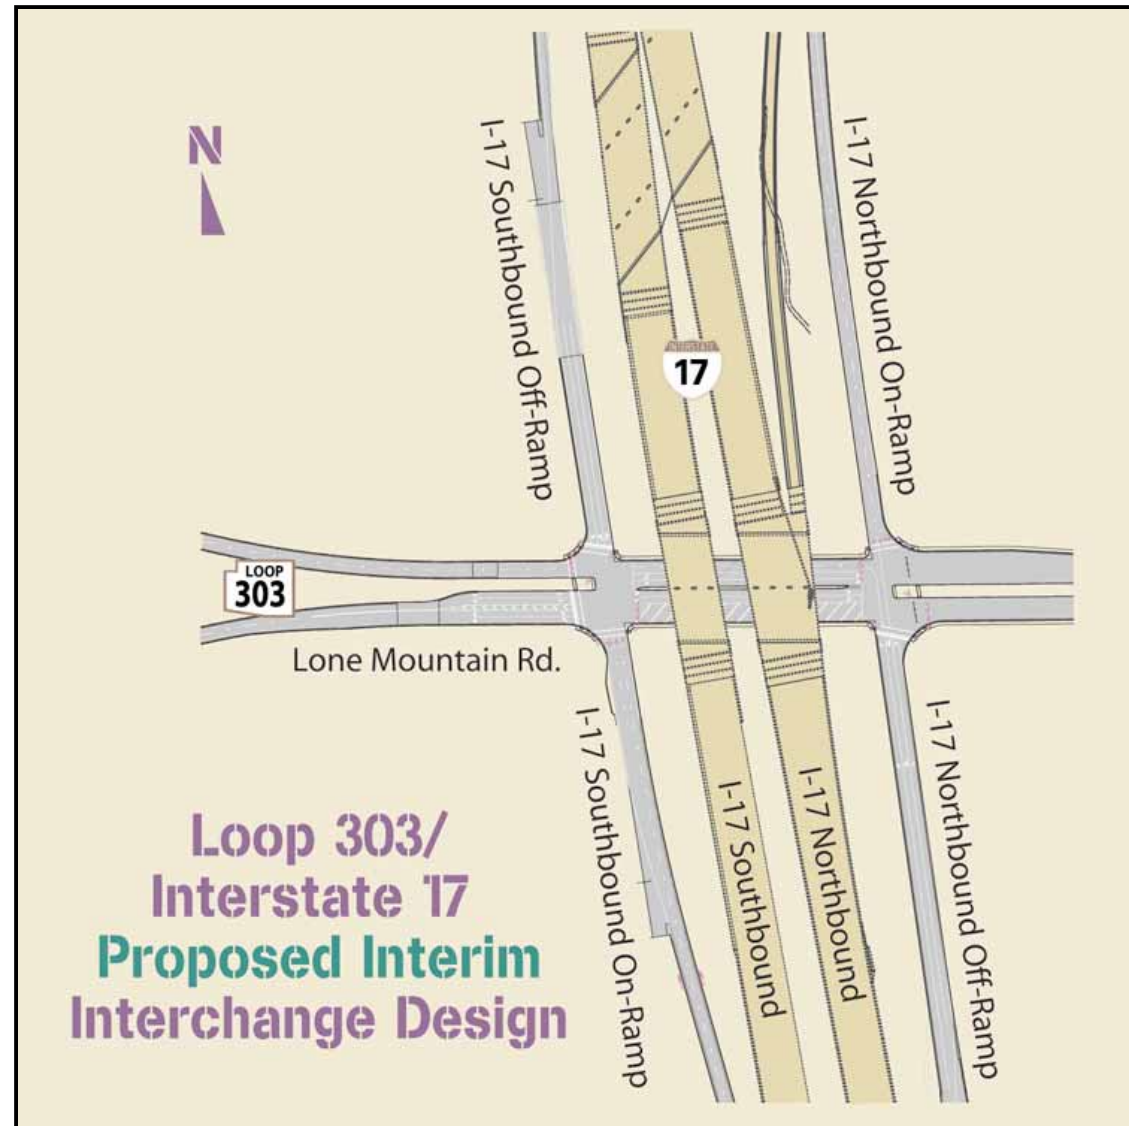 N
I-17 Southbound Off-Ramp
I-17 Northbound On-Ramp
17
LOOP
303
Lone Mountain Rd.
I-17 Southbound On-Ramp
I-17 Southbound
I-17 Northbound
I-17 Northbound Off-Ramp
Loop 303/
Interstate 17
Proposed Interim
Interchange Design